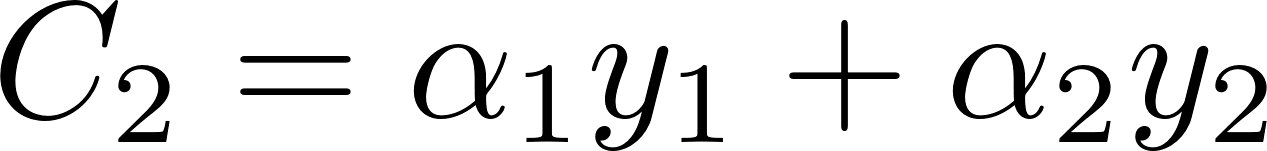 C₂ = α₁y₁ + α₂y₂